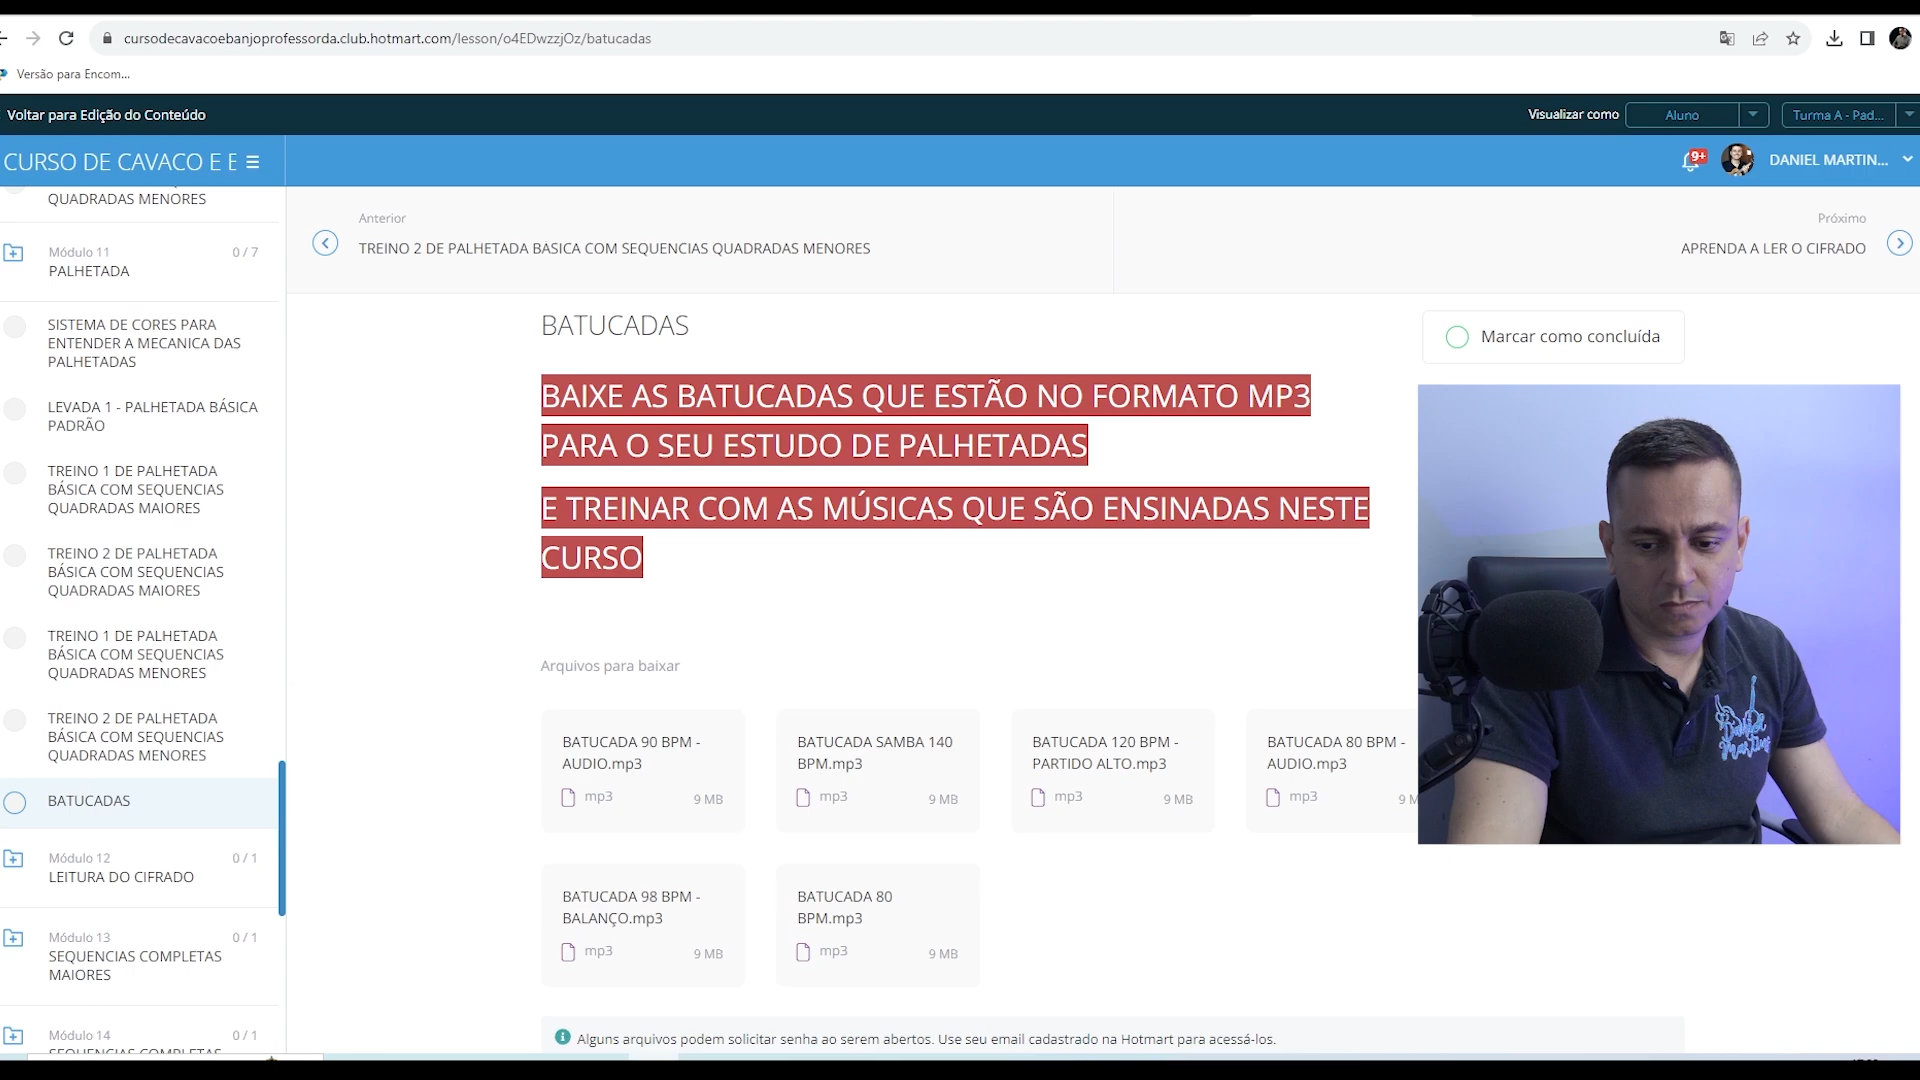 cursodecavacoebanjoprofessorda.club.hotmart.com/lesson/o4EDwzzjOz/batucadas
Versão para Encom...
Voltar para Edição do Conteúdo
Visualizar como
Aluno
Turma A - Pad...
CURSO DE CAVACO E E
9+
DANIEL MARTIN...
QUADRADAS MENORES
Módulo 11
0 / 7
PALHETADA
SISTEMA DE CORES PARA
ENTENDER A MECANICA DAS
PALHETADAS
LEVADA 1 - PALHETADA BÁSICA
PADRÃO
TREINO 1 DE PALHETADA
BÁSICA COM SEQUENCIAS
QUADRADAS MAIORES
TREINO 2 DE PALHETADA
BÁSICA COM SEQUENCIAS
QUADRADAS MAIORES
TREINO 1 DE PALHETADA
BÁSICA COM SEQUENCIAS
QUADRADAS MENORES
TREINO 2 DE PALHETADA
BÁSICA COM SEQUENCIAS
QUADRADAS MENORES
BATUCADAS
Módulo 12
0 / 1
LEITURA DO CIFRADO
Módulo 13
0 / 1
SEQUENCIAS COMPLETAS
MAIORES
Módulo 14
0 / 1
SEQUENCIAS COMPLETAS
Anterior
TREINO 2 DE PALHETADA BASICA COM SEQUENCIAS QUADRADAS MENORES
Próximo
APRENDA A LER O CIFRADO
BATUCADAS
Marcar como concluída
BAIXE AS BATUCADAS QUE ESTÃO NO FORMATO MP3
PARA O SEU ESTUDO DE PALHETADAS
E TREINAR COM AS MÚSICAS QUE SÃO ENSINADAS NESTE
CURSO
Daniel
Martins
Arquivos para baixar
BATUCADA 90 BPM -
AUDIO.mp3
mp3
9 MB
BATUCADA SAMBA 140
BPM.mp3
mp3
9 MB
BATUCADA 120 BPM -
PARTIDO ALTO.mp3
mp3
9 MB
BATUCADA 80 BPM -
AUDIO.mp3
mp3
9 M
BATUCADA 98 BPM -
BALANÇO.mp3
mp3
9 MB
BATUCADA 80
BPM.mp3
mp3
9 MB
Alguns arquivos podem solicitar senha ao serem abertos. Use seu email cadastrado na Hotmart para acessá-los.